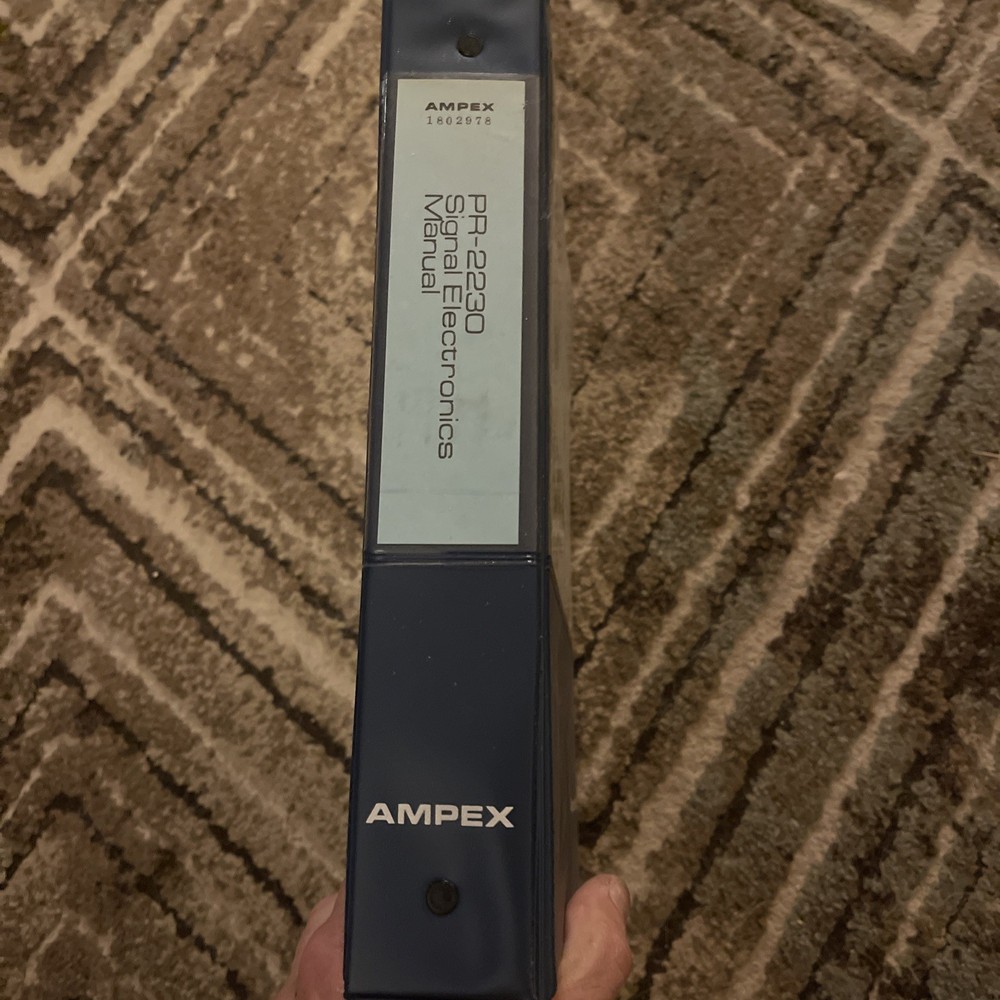 AMPEX
1802978
PR-2230
Signal Electronics
Manual
AMPEX